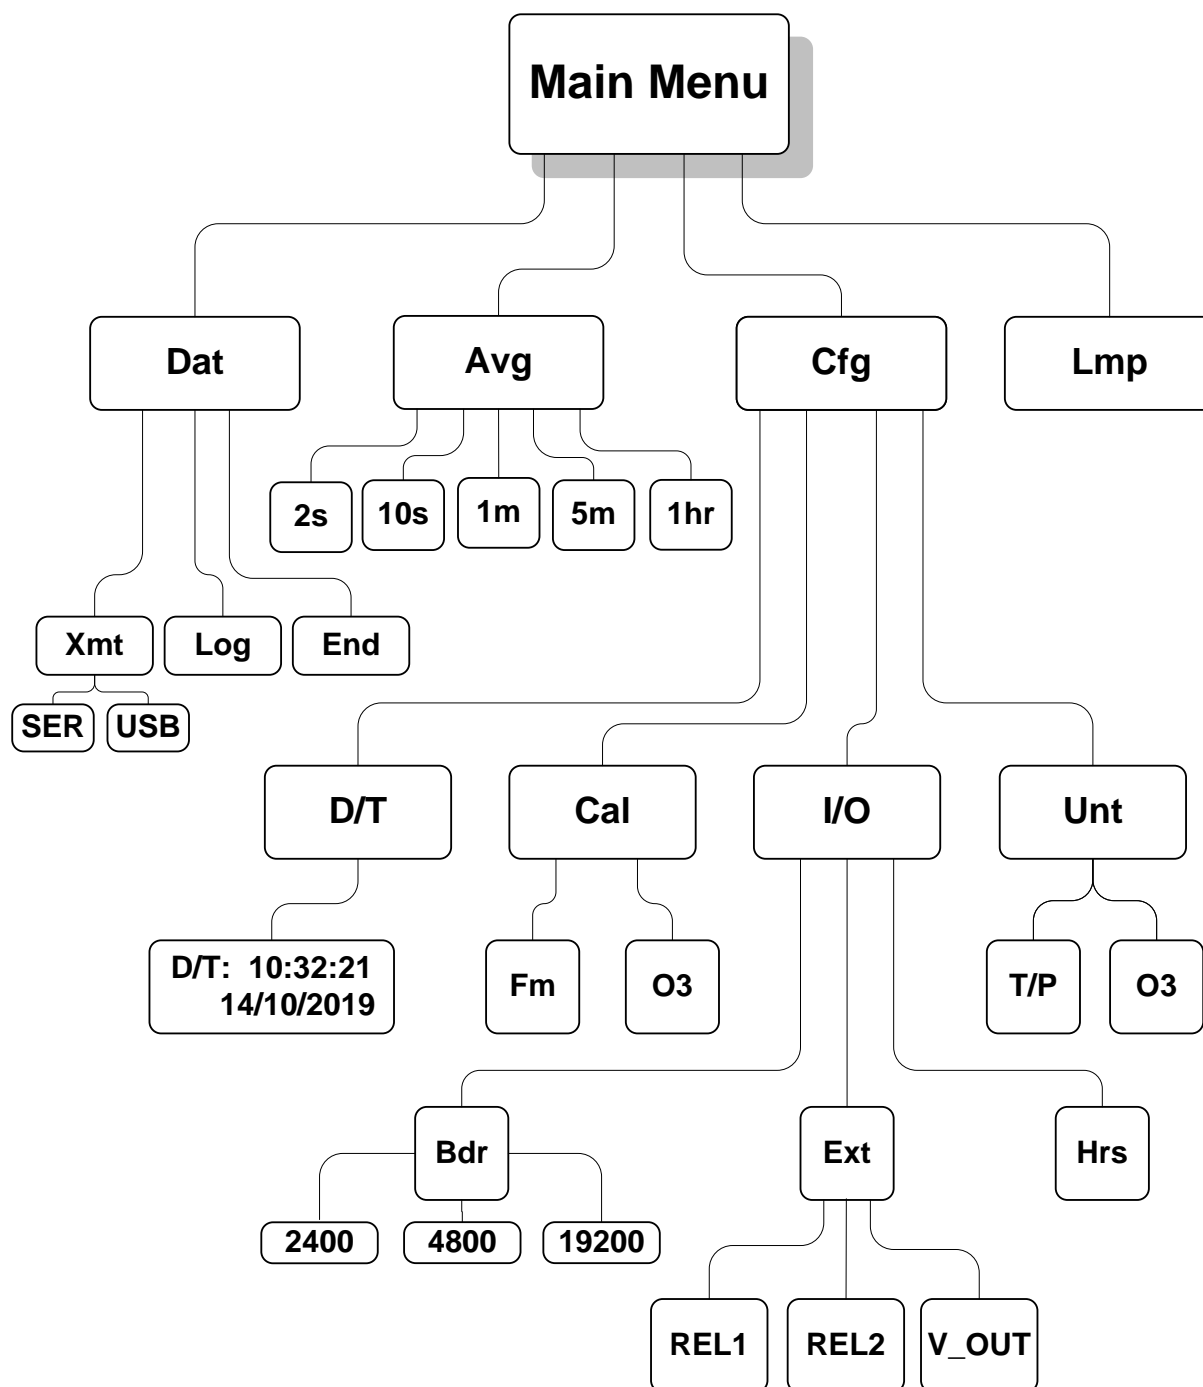 Main Menu
Dat
Avg
Cfg
Lmp
2s
10s
1m
5m
1hr
Xmt
Log
End
SER
USB
D/T
Cal
I/O
Unt
D/T: 10:32:21
14/10/2019
Fm
O3
T/P
O3
Bdr
Ext
Hrs
2400
4800
19200
REL1
REL2
V_OUT